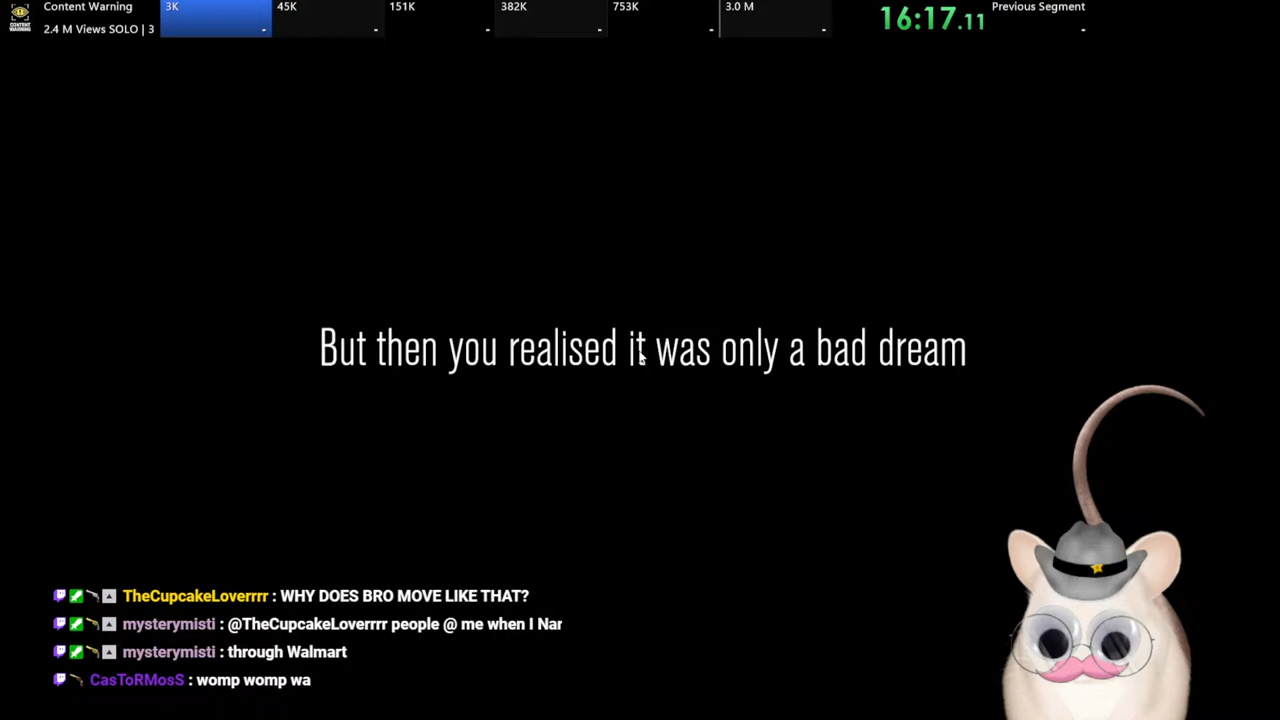 Content Warning
2.4 M Views SOLO | 3
3K
-
45K
-
151K
-
382K
-
753K
-
3.0 M
-
16:17.11
Previous Segment
-
But then you realised it was only a bad dream
TheCupcakeLoverrrr : WHY DOES BRO MOVE LIKE THAT?
mysterymisti : @TheCupcakeLoverrrr people @ me when I Nar
mysterymisti : through Walmart
CasToRMosS : womp womp wa